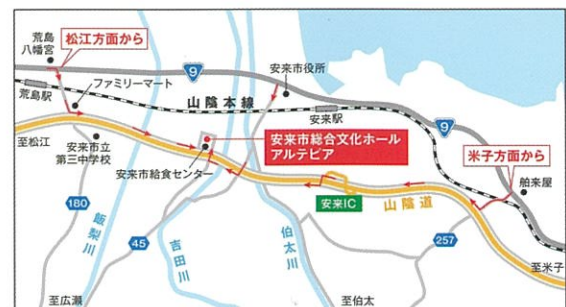 荒島
八幡宮
松江方面から
9
安来市役所
ファミリーマート
荒島駅
山陰本線
安来駅
9
至松江
安来市立
第三中学校
安来市給食センター
安来市総合文化ホール
アルテピア
米子方面から
舶来屋
安来IC
山陰道
180
飯梨川
45
吉田川
伯太川
257
至米子
至広瀬
至伯太